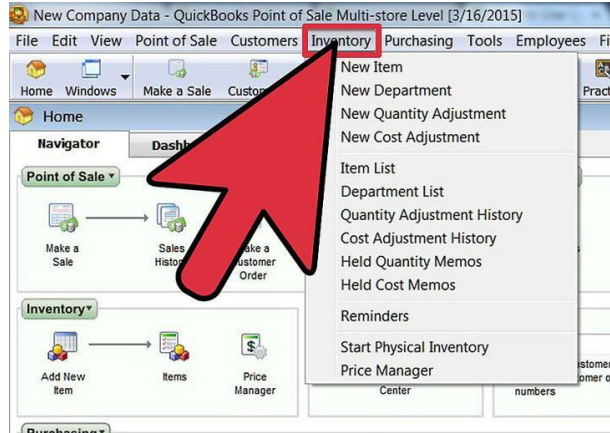 New Company Data - QuickBooks Point of Sale Multi-store Level [3/16/2015]
File Edit View Point of Sale Customers Inventory Purchasing Tools Employees
Home Windows Make a Sale
Home
Navigator
Point of Sale
Make a Sale
Sales
Customer Order
Inventory
Add New Item
Items
Price Manager
New Item
New Department
New Quantity Adjustment
New Cost Adjustment
Item List
Department List
Quantity Adjustment History
Cost Adjustment History
Held Quantity Memos
Held Cost Memos
Reminders
Start Physical Inventory
Price Manager
Center
numbers
Purchasing